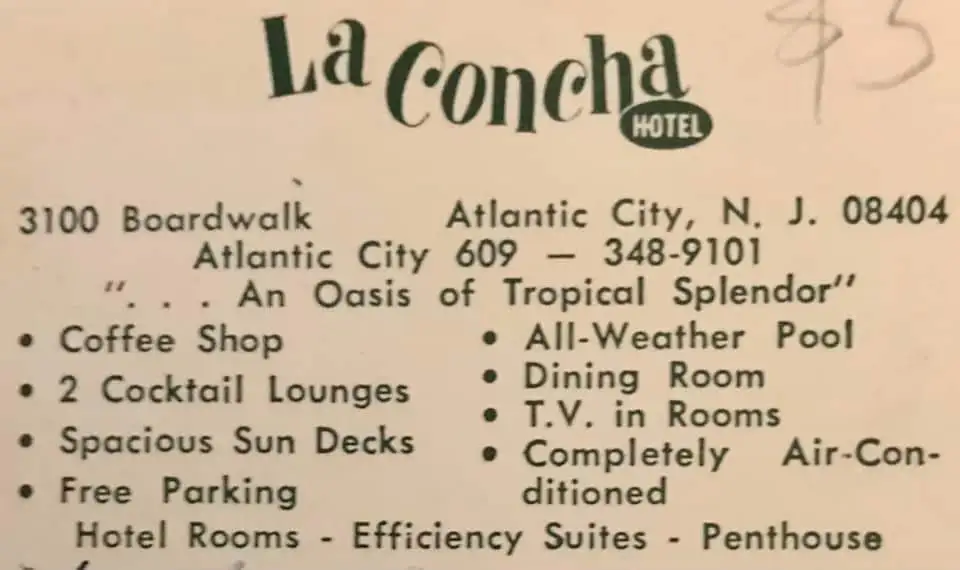 La Concha
HOTEL
$3
3100 Boardwalk Atlantic City, N. J. 08404
Atlantic City 609 — 348-9101
". . . An Oasis of Tropical Splendor"
• Coffee Shop
• 2 Cocktail Lounges
• Spacious Sun Decks
• Free Parking
• All-Weather Pool
• Dining Room
• T.V. in Rooms
• Completely Air-Con-
ditioned
Hotel Rooms - Efficiency Suites - Penthouse